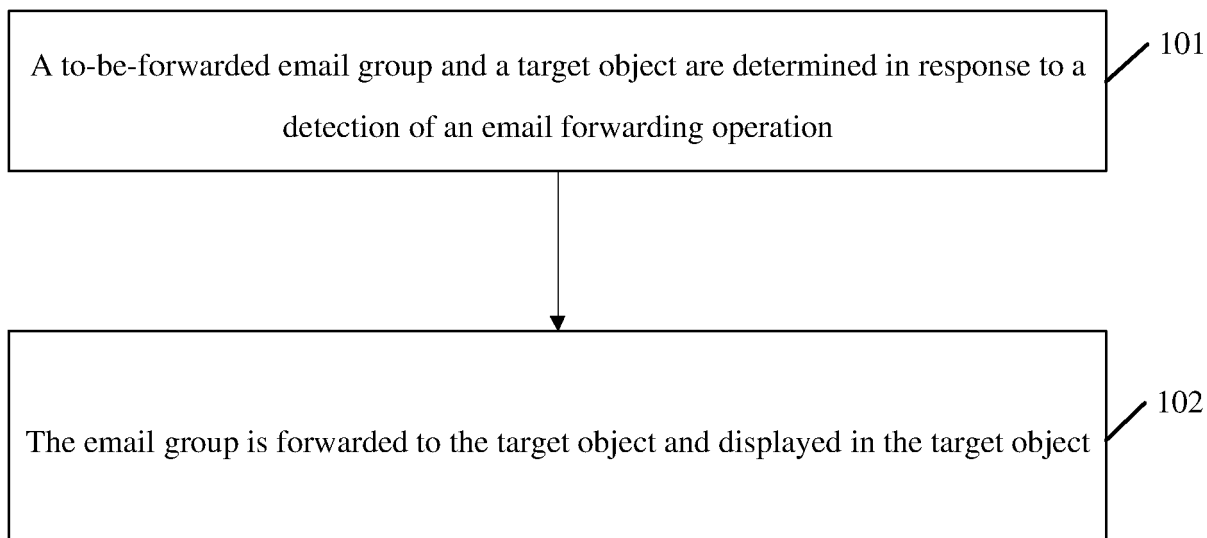 101
A to-be-forwarded email group and a target object are determined in response to a
detection of an email forwarding operation
102
The email group is forwarded to the target object and displayed in the target object